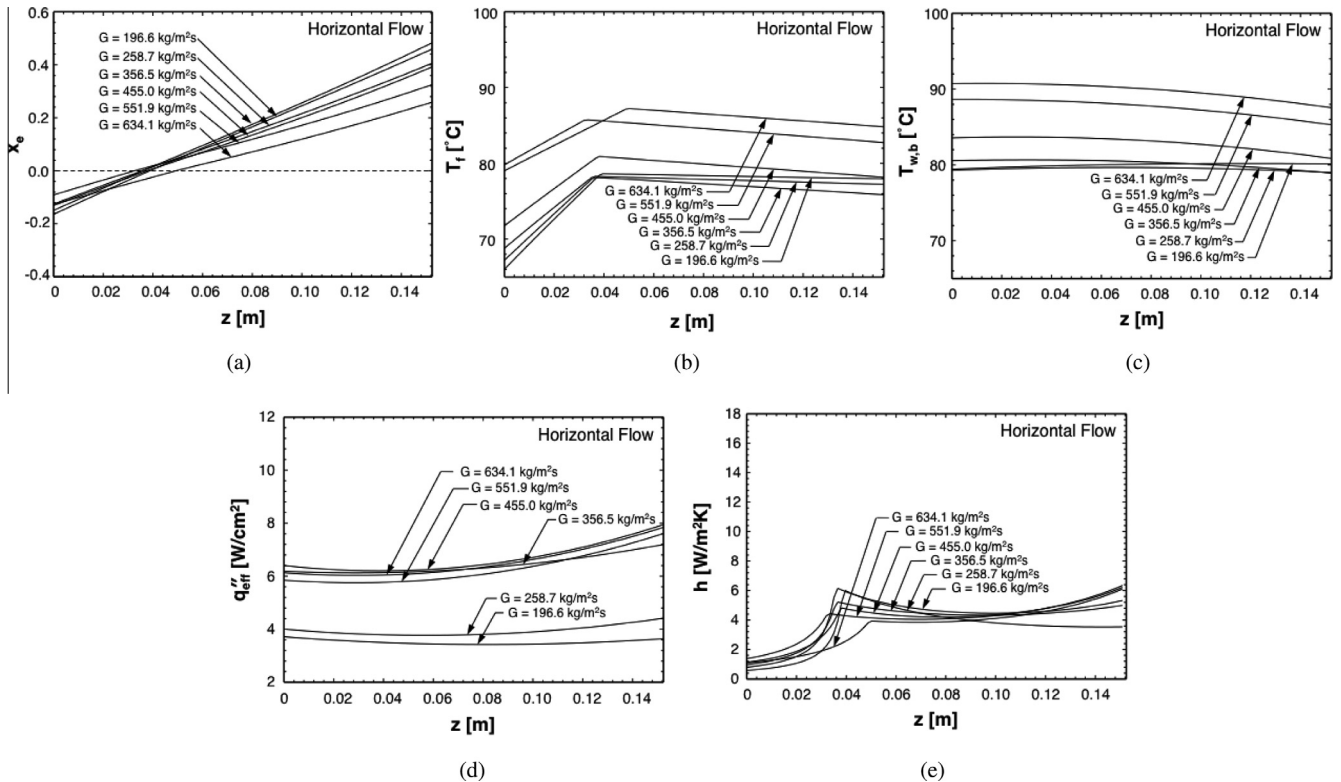 Horizontal Flow
G = 196.6 kg/m²s
G = 258.7 kg/m²s
G = 356.5 kg/m²s
G = 455.0 kg/m²s
G = 551.9 kg/m²s
G = 634.1 kg/m²s
0.6
0.4
0.2
0.0
-0.2
-0.4
xe
0 0.02 0.04 0.06 0.08 0.10 0.12 0.14
z [m]
(a)
Horizontal Flow
100
90
80
70
Tf [°C]
G = 634.1 kg/m²s
G = 551.9 kg/m²s
G = 455.0 kg/m²s
G = 356.5 kg/m²s
G = 258.7 kg/m²s
G = 196.6 kg/m²s
0 0.02 0.04 0.06 0.08 0.10 0.12 0.14
z [m]
(b)
Horizontal Flow
100
90
80
70
Tw,b [°C]
G = 634.1 kg/m²s
G = 551.9 kg/m²s
G = 455.0 kg/m²s
G = 356.5 kg/m²s
G = 258.7 kg/m²s
G = 196.6 kg/m²s
0 0.02 0.04 0.06 0.08 0.10 0.12 0.14
z [m]
(c)
Horizontal Flow
12
10
8
6
4
2
q″eff [W/cm²]
G = 634.1 kg/m²s
G = 551.9 kg/m²s
G = 455.0 kg/m²s
G = 356.5 kg/m²s
G = 258.7 kg/m²s
G = 196.6 kg/m²s
0 0.02 0.04 0.06 0.08 0.10 0.12 0.14
z [m]
(d)
Horizontal Flow
18
16
14
12
10
8
6
4
2
0
h [W/m²K]
G = 634.1 kg/m²s
G = 551.9 kg/m²s
G = 455.0 kg/m²s
G = 356.5 kg/m²s
G = 258.7 kg/m²s
G = 196.6 kg/m²s
0 0.02 0.04 0.06 0.08 0.10 0.12 0.14
z [m]
(e)